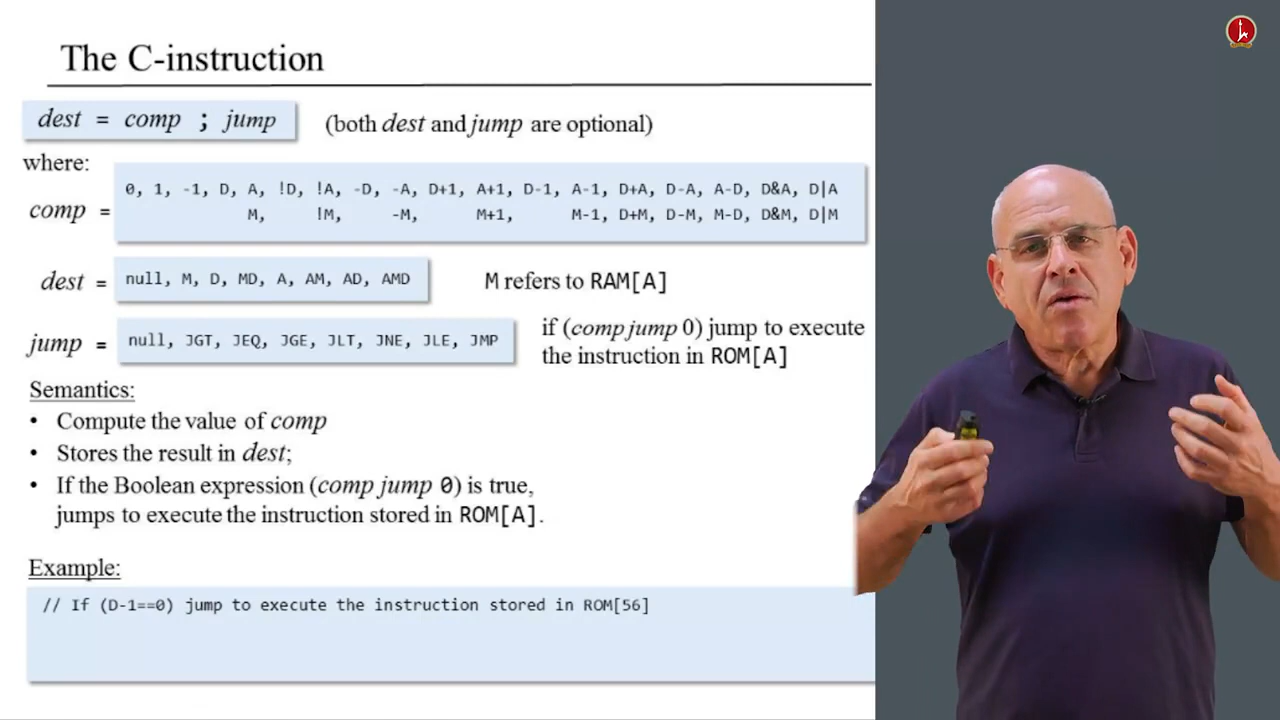 The C-instruction
dest = comp ; jump (both dest and jump are optional)
where:
comp = 0, 1, -1, D, A, !D, !A, -D, -A, D+1, A+1, D-1, A-1, D+A, D-A, A-D, D&A, D|A
M, !M, -M, M+1, M-1, D+M, D-M, M-D, D&M, D|M
dest = null, M, D, MD, A, AM, AD, AMD M refers to RAM[A]
jump = null, JGT, JEQ, JGE, JLT, JNE, JLE, JMP if (comp jump 0) jump to execute
the instruction in ROM[A]
Semantics:
• Compute the value of comp
• Stores the result in dest;
• If the Boolean expression (comp jump 0) is true,
jumps to execute the instruction stored in ROM[A].
Example:
// If (D-1==0) jump to execute the instruction stored in ROM[56]